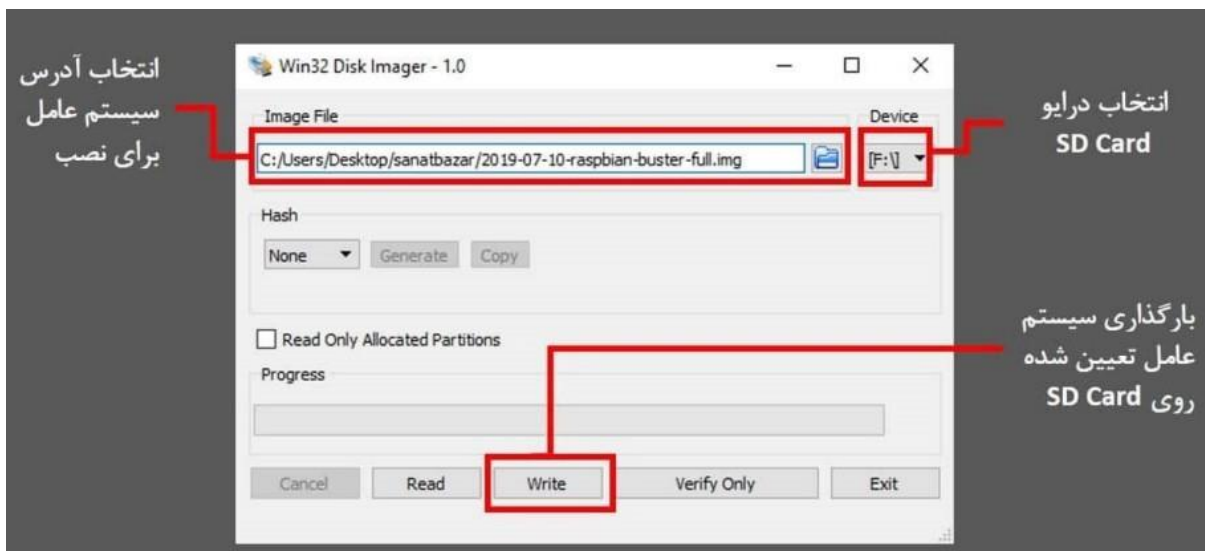 انتخاب آدرس
سیستم عامل
برای نصب
Win32 Disk Imager - 1.0
Image File
Device
C:/Users/Desktop/sanatbazar/2019-07-10-raspbian-buster-full.img
[F:\]
انتخاب درایو
SD Card
Hash
None
Generate
Copy
Read Only Allocated Partitions
Progress
بارگذاری سیستم
عامل تعیین شده
روی SD Card
Cancel
Read
Write
Verify Only
Exit